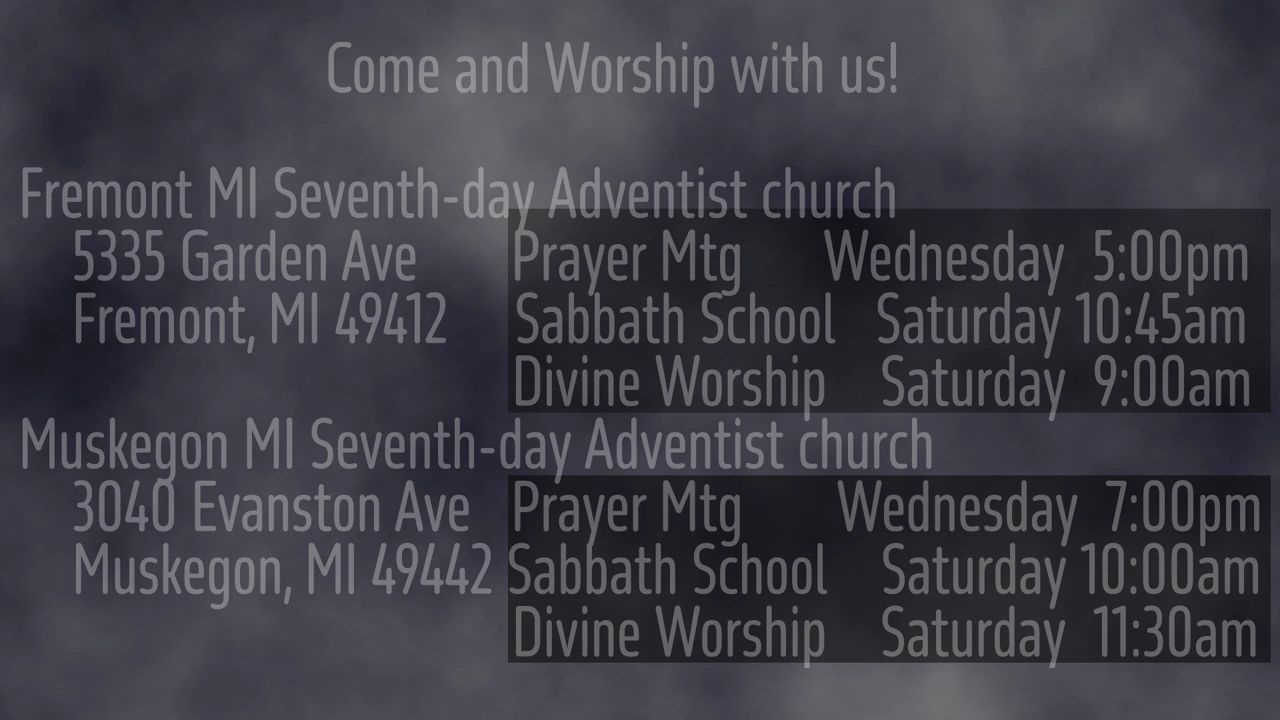 Come and Worship with us!
Fremont MI Seventh-day Adventist church
5335 Garden Ave Prayer Mtg Wednesday 5:00pm
Fremont, MI 49412 Sabbath School Saturday 10:45am
Divine Worship Saturday 9:00am
Muskegon MI Seventh-day Adventist church
3040 Evanston Ave Prayer Mtg Wednesday 7:00pm
Muskegon, MI 49442 Sabbath School Saturday 10:00am
Divine Worship Saturday 11:30am